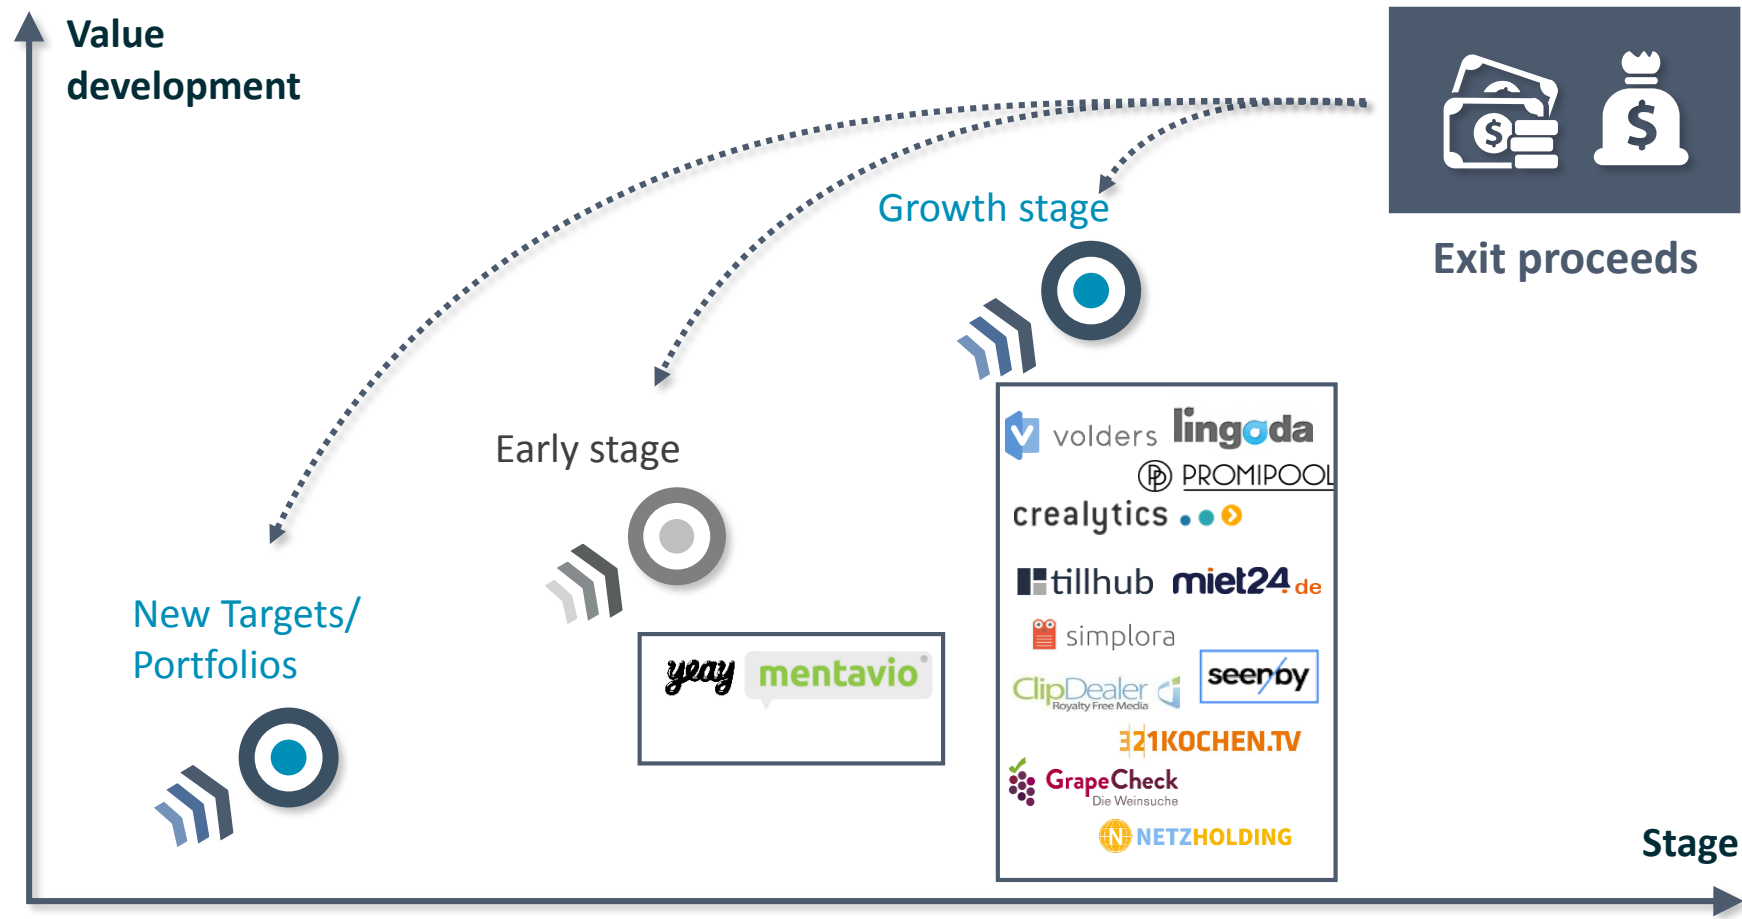 Value
development
$
$
Exit proceeds
Growth stage
Early stage
New Targets/
Portfolios
yeay
mentavio
volders
lingoda
PROMIPOOL
crealytics
tillhub
miet24.de
simplora
ClipDealer
Royalty Free Media
seenby
321KOCHEN.TV
GrapeCheck
Die Weinsuche
N NETZHOLDING
Stage